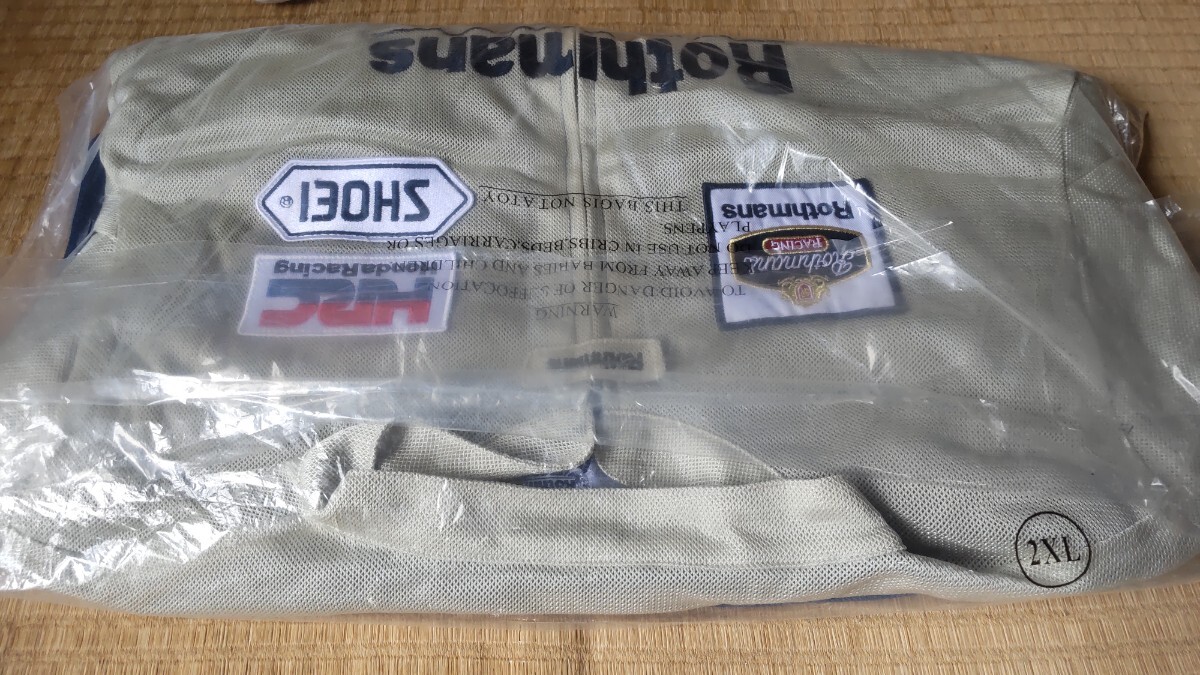 2XL
Rothmans
WARNING
TO AVOID DANGER OF SUFFOCATION
KEEP AWAY FROM BABIES AND CHILDREN
DO NOT USE IN CRIBS,BEDS,CARRIAGES OR
PLAYPENS
THIS BAG IS NOT A TOY
Rothmans
RACING
Rothmans
HRC
HondaRacing
SHOEI®
Rothmans